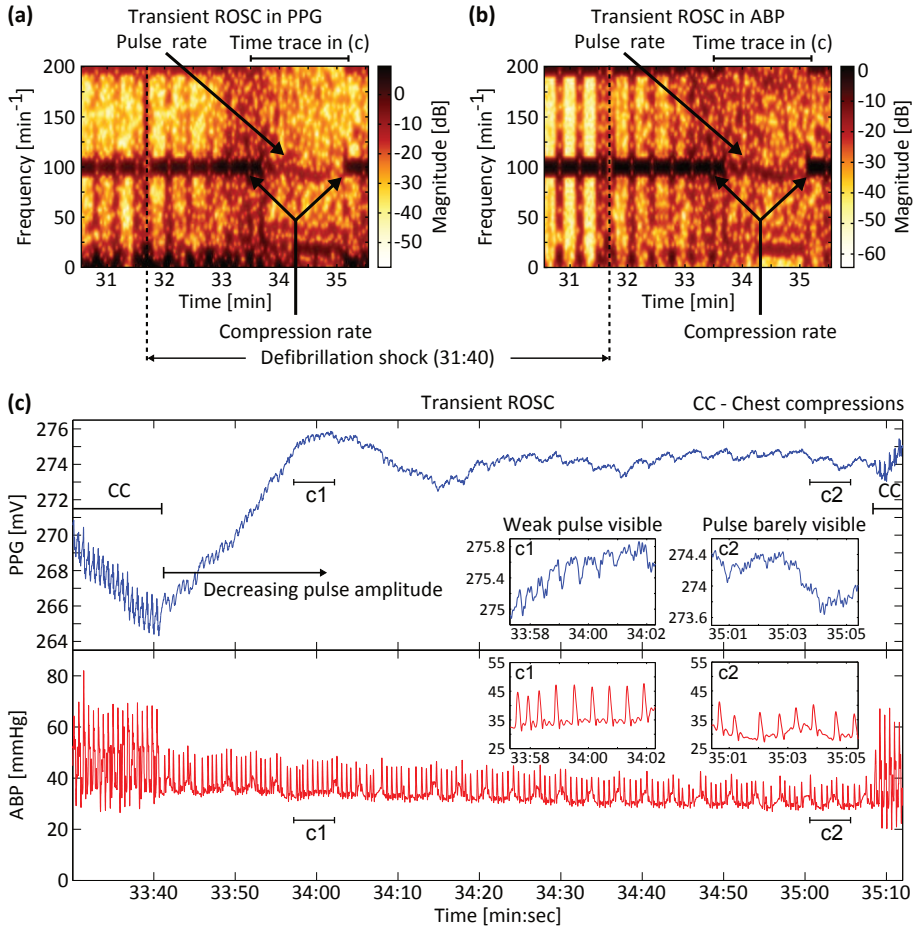 (a)
Transient ROSC in PPG
Pulse rate
Time trace in (c)
Frequency [min⁻¹]
200
150
100
50
0
31
32
33
34
35
Time [min]
0
-10
-20
-30
-40
-50
Magnitude [dB]
Compression rate
(b)
Transient ROSC in ABP
Pulse rate
Time trace in (c)
Frequency [min⁻¹]
200
150
100
50
0
31
32
33
34
35
Time [min]
0
-10
-20
-30
-40
-50
-60
Magnitude [dB]
Compression rate
Defibrillation shock (31:40)
(c)
Transient ROSC
CC - Chest compressions
PPG [mV]
276
274
272
270
268
266
264
CC
c1
Decreasing pulse amplitude
c2
CC
Weak pulse visible
c1
275.8
275.4
275
33:58
34:00
34:02
Pulse barely visible
c2
274.4
274
273.6
35:01
35:03
35:05
ABP [mmHg]
80
60
40
20
0
c1
c2
c1
55
45
35
25
33:58
34:00
34:02
c2
55
45
35
25
35:01
35:03
35:05
33:40
33:50
34:00
34:10
34:20
34:30
34:40
34:50
35:00
35:10
Time [min:sec]